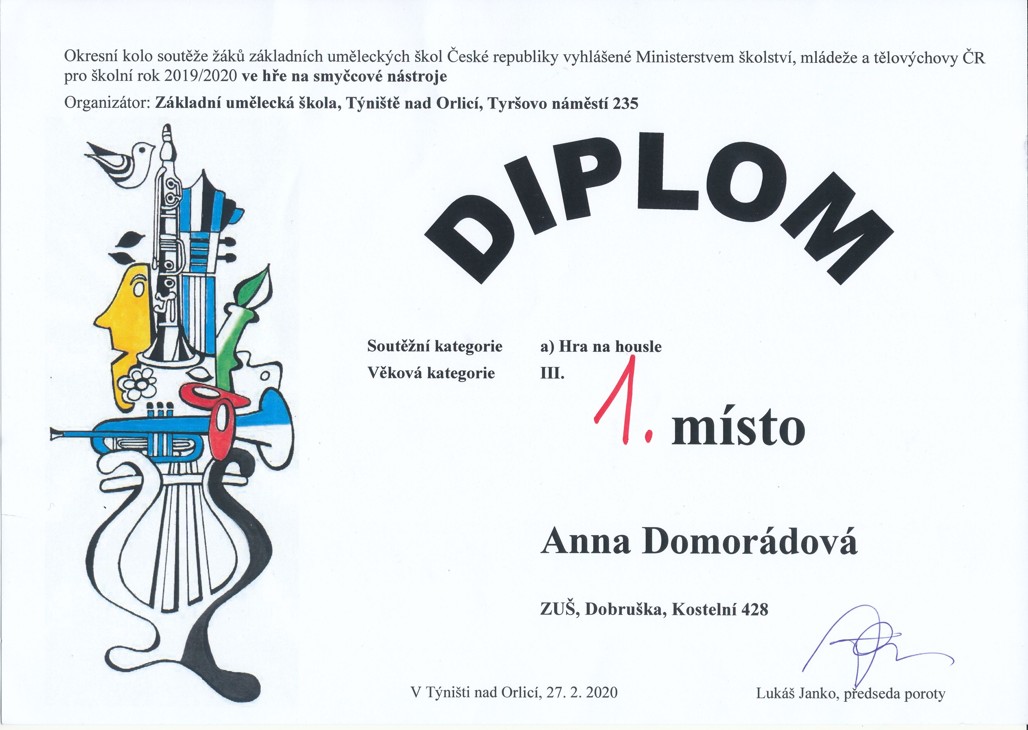 Okresní kolo soutěže žáků základních uměleckých škol České republiky vyhlášené Ministerstvem školství, mládeže a tělovýchovy ČR
pro školní rok 2019/2020 ve hře na smyčcové nástroje
Organizátor: Základní umělecká škola, Týniště nad Orlicí, Tyršovo náměstí 235
DIPLOM
Soutěžní kategorie a) Hra na housle
Věková kategorie III.
1. místo
Anna Domorádová
ZUŠ, Dobruška, Kostelní 428
V Týništi nad Orlicí, 27. 2. 2020
Lukáš Janko, předseda poroty